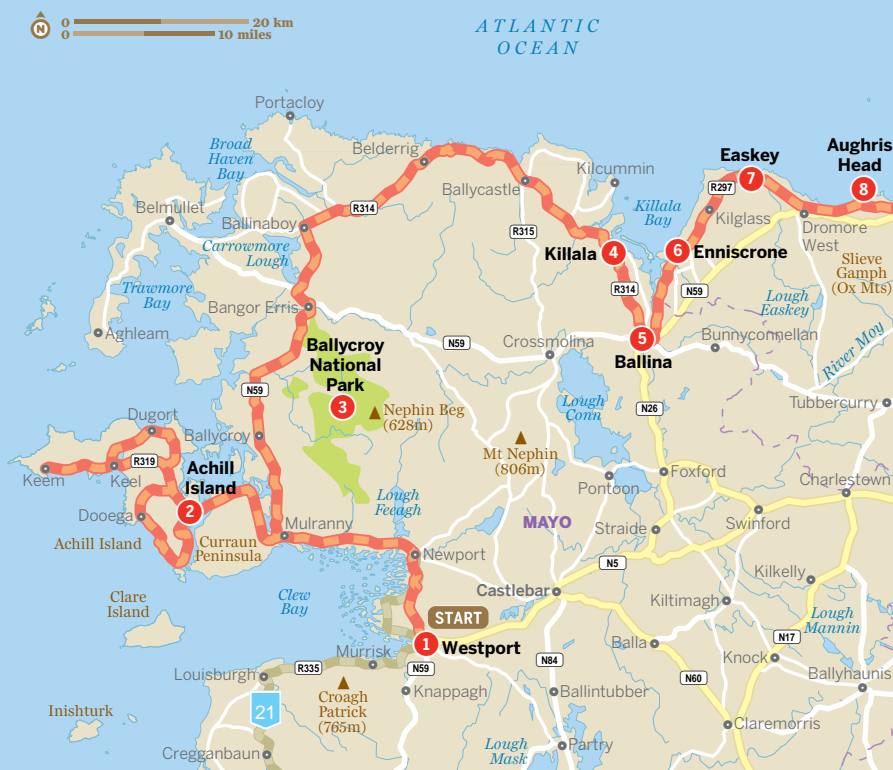 0 20 km
0 10 miles
N
ATLANTIC
OCEAN
Portacloy
Broad
Haven
Bay
Belderrig
Kilcummin
Easkey
7
Aughris
Head
8
Ballycastle
R297
Belmullet
R314
Killala
Bay
Kilglass
Ballinaboy
R315
Dromore
West
Carrowmore
Lough
Killala
4
6
Enniscrone
Slieve
Gamph
(Ox Mts)
Trawmore
Bay
R314
N59
Lough
Easkey
Bangor Erris
Aghleam
Ballycroy
National
Park
3
N59
Crossmolina
5
Ballina
Bunnyconnellan
River Moy
N59
Lough
Conn
N26
Tubbercurry
Nephin Beg
(628m)
Dugort
Ballycroy
Mt Nephin
(806m)
R319
Achill
Island
2
Keem
Keel
Foxford
Pontoon
Charlestown
Lough
Feeagh
Dooega
MAYO
Swinford
Achill Island
Curraun
Peninsula
Mulranny
Straide
Newport
N5
Kilkelly
Clare
Island
Clew
Bay
Castlebar
Kiltimagh
START
Lough
Mannin
1
Westport
Balla
N17
Murrisk
Louisburgh
R335
N59
N84
Knock
N60
Ballyhaunis
Croagh
Patrick
(765m)
Knappagh
Ballintubber
Inishturk
21
Claremorris
Cregganbaun
Lough
Mask
Partry